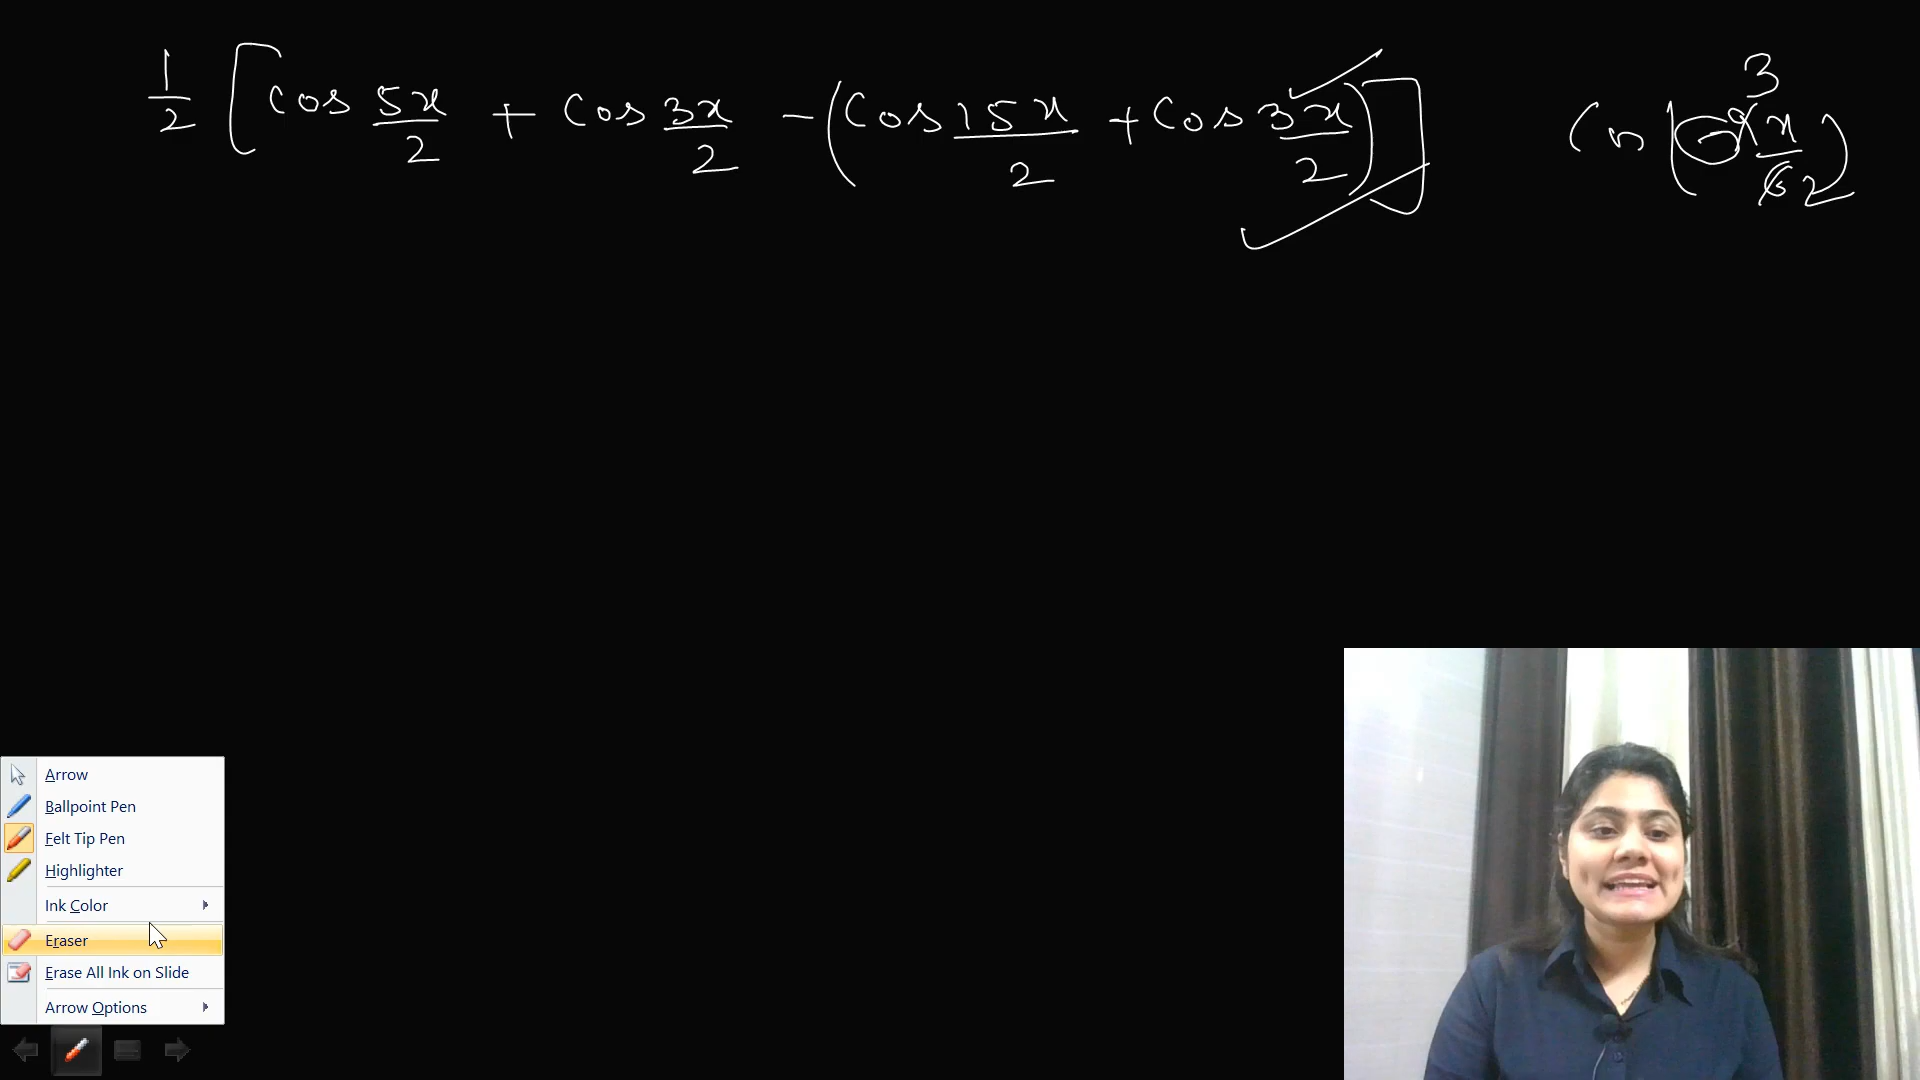 1/2 [cos 5x/2 + cos 3x/2 - (cos 15x/2 + cos 3x/2)]
3
Arrow
Ballpoint Pen
Felt Tip Pen
Highlighter
Ink Color
Eraser
Erase All Ink on Slide
Arrow Options